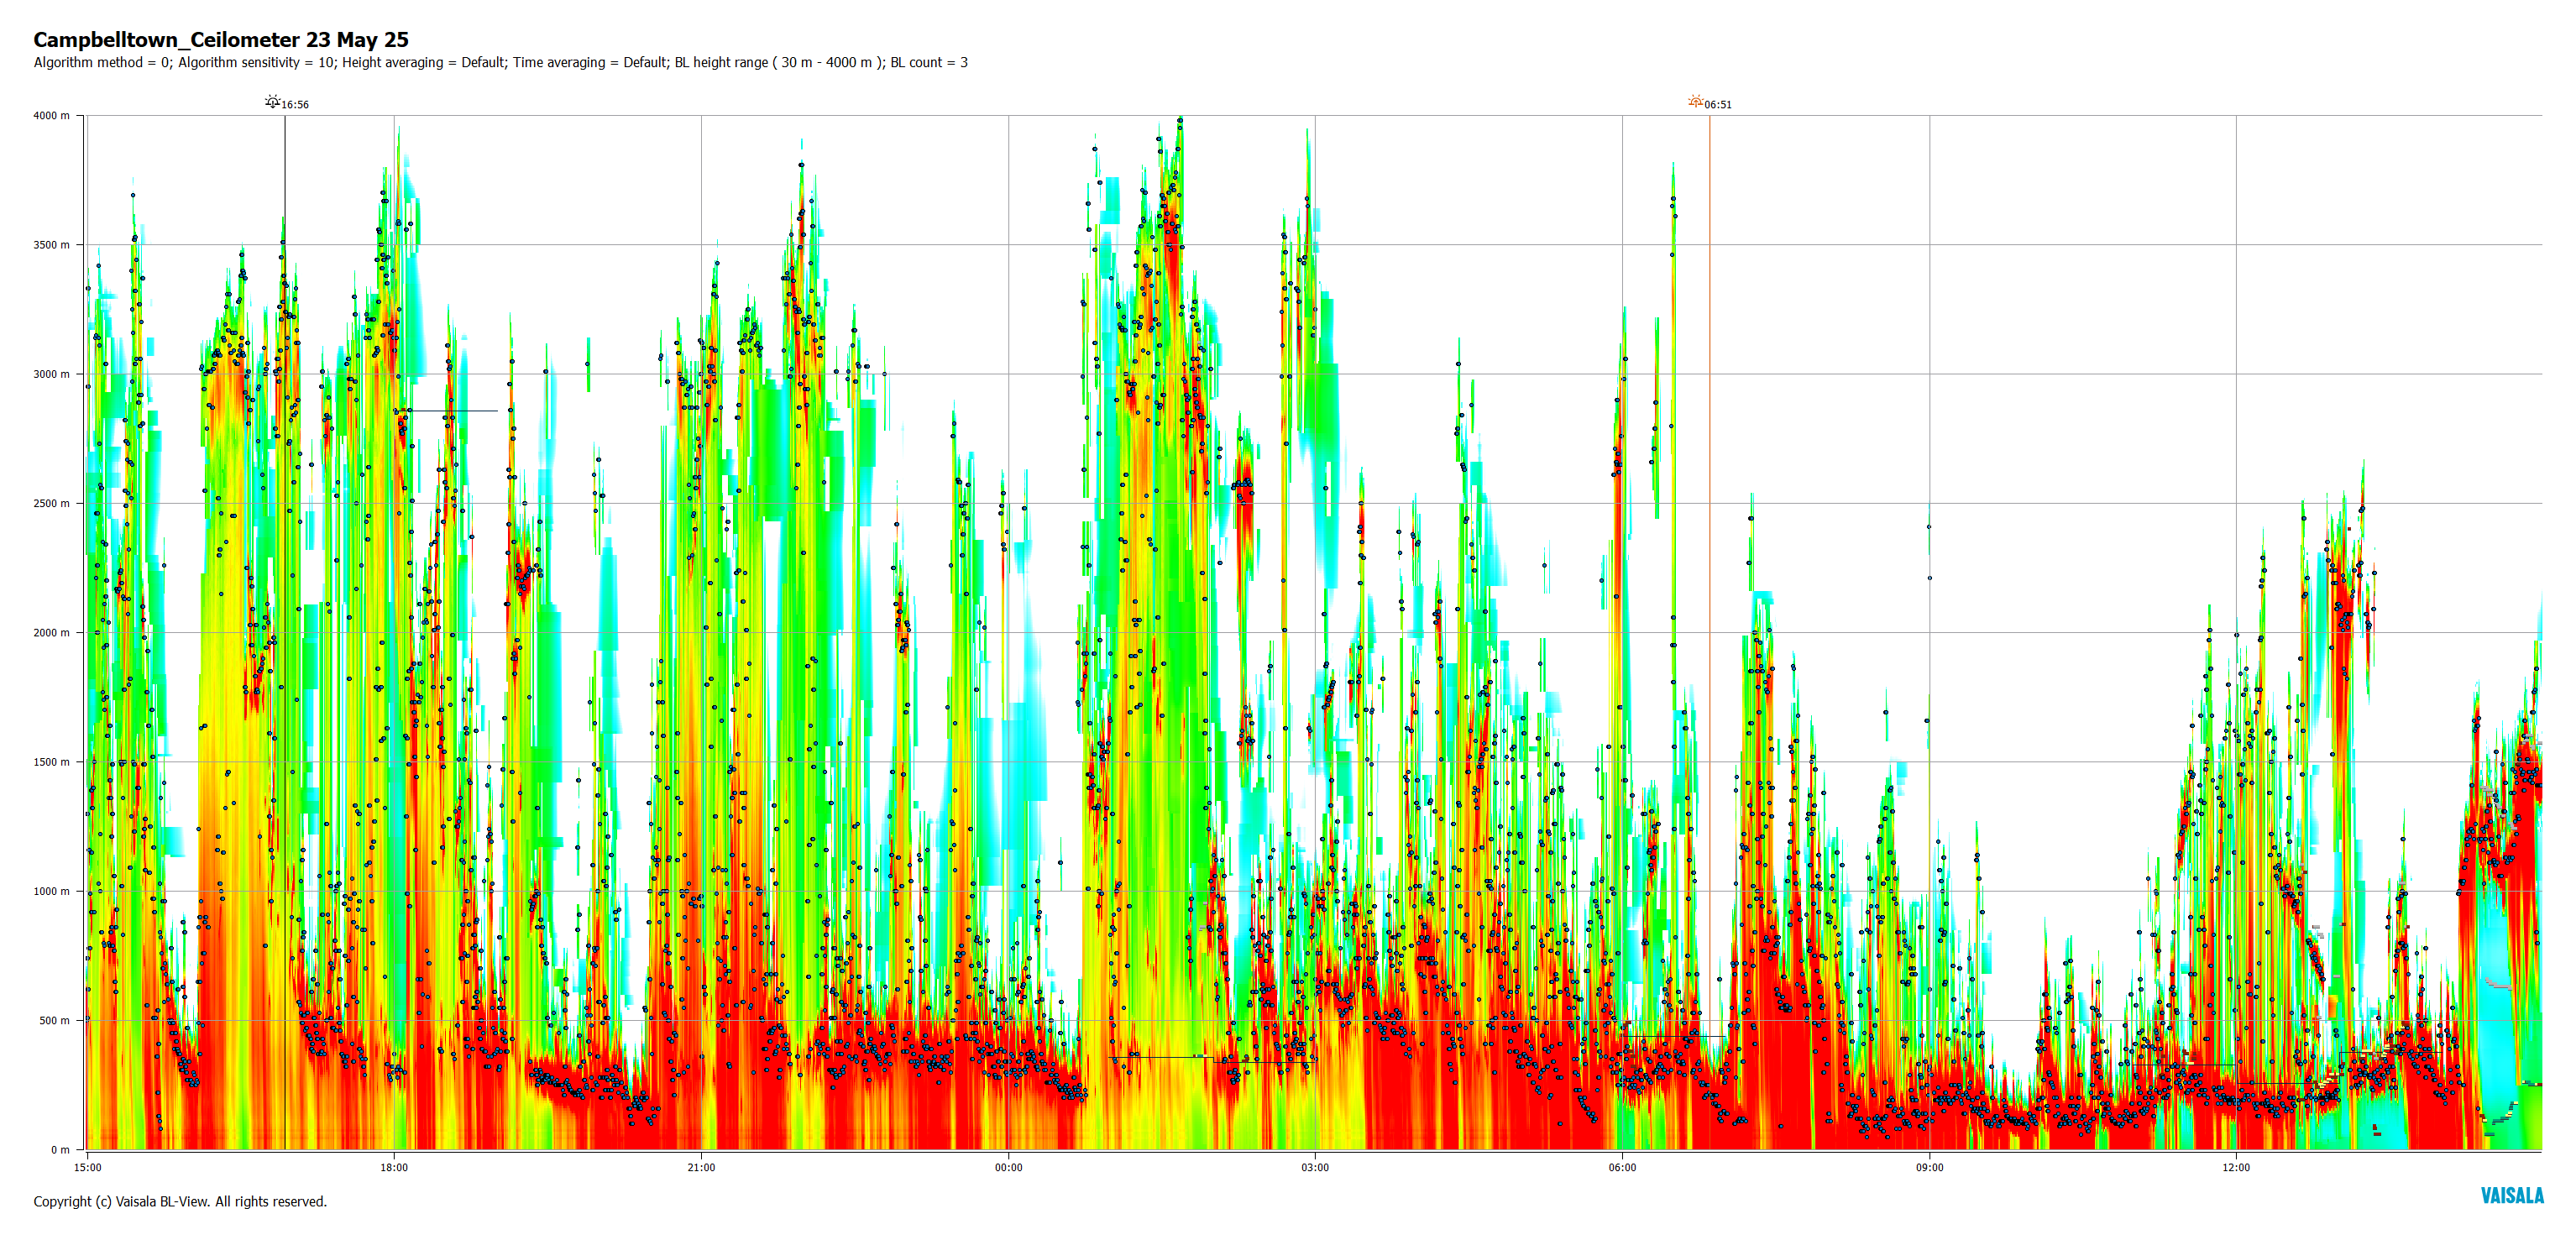 Campbelltown_Ceilometer 23 May 25
Algorithm method = 0; Algorithm sensitivity = 10; Height averaging = Default; Time averaging = Default; BL height range ( 30 m - 4000 m ); BL count = 3
16:56
06:51
4000 m
3500 m
3000 m
2500 m
2000 m
1500 m
1000 m
500 m
0 m
15:00
18:00
21:00
00:00
03:00
06:00
09:00
12:00
Copyright (c) Vaisala BL-View. All rights reserved.
VAISALA